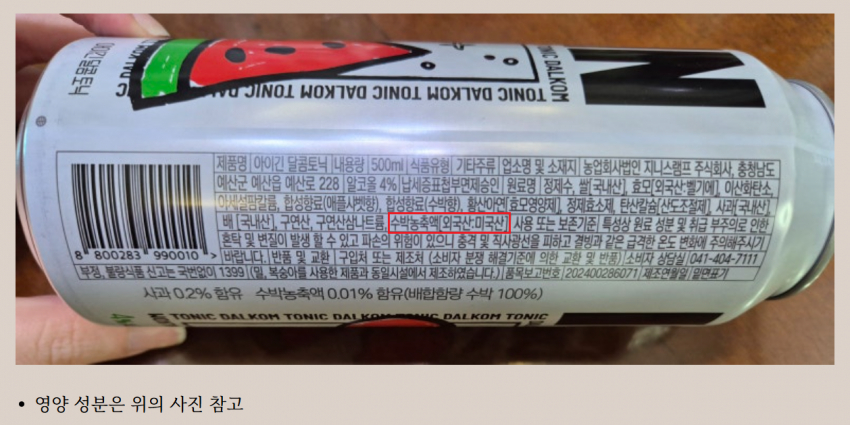 아이긴 달콤토닉
TONIC DALKOM TONIC DALKOM TONIC DALKOM
N
제품명 아이긴 달콤토닉 내용량 500ml 식품유형 기타주류 업소명 및 소재지 농업회사법인 지니스램프 주식회사, 충청남도
예산군 예산읍 예산로 228 알코올 4% 납세증표첩부면제승인 원료명 정제수, 쌀[국내산], 효모[외국산:벨기에], 이산화탄소,
아세설팜칼륨, 합성향료(애플사벳향), 합성향료(수박향), 황산아연[효모영양제], 정제효소제, 탄산칼슘[산도조절제], 사과[국내산]
배 [국내산], 구연산, 구연산삼나트륨, 수박농축액[외국산:미국산] 사용 또는 보존기준 특성상 원료 성분 및 취급 부주의로 인한
혼탁 및 변질이 발생 할 수 있고 파손의 위험이 있으니 충격 및 직사광선을 피하고 결빙과 같은 급격한 온도 변화에 주의해주시기
바랍니다. 반품 및 교환 구입처 또는 제조처 (소비자 분쟁 해결기준에 의한 교환 및 반품) 소비자 상담실 041-404-7111
부정, 불량식품 신고는 국번없이 1399 (밀, 복숭아를 사용한 제품과 동일시설에서 제조하였습니다.) 품목보고번호 202400286071 제조연월일 밑면표기
8 800283 990010 >
사과 0.2% 함유 수박농축액 0.01% 함유(배합함량 수박 100%)
TONIC DALKOM TONIC DALKOM TONIC DALKOM TONIC
• 영양 성분은 위의 사진 참고